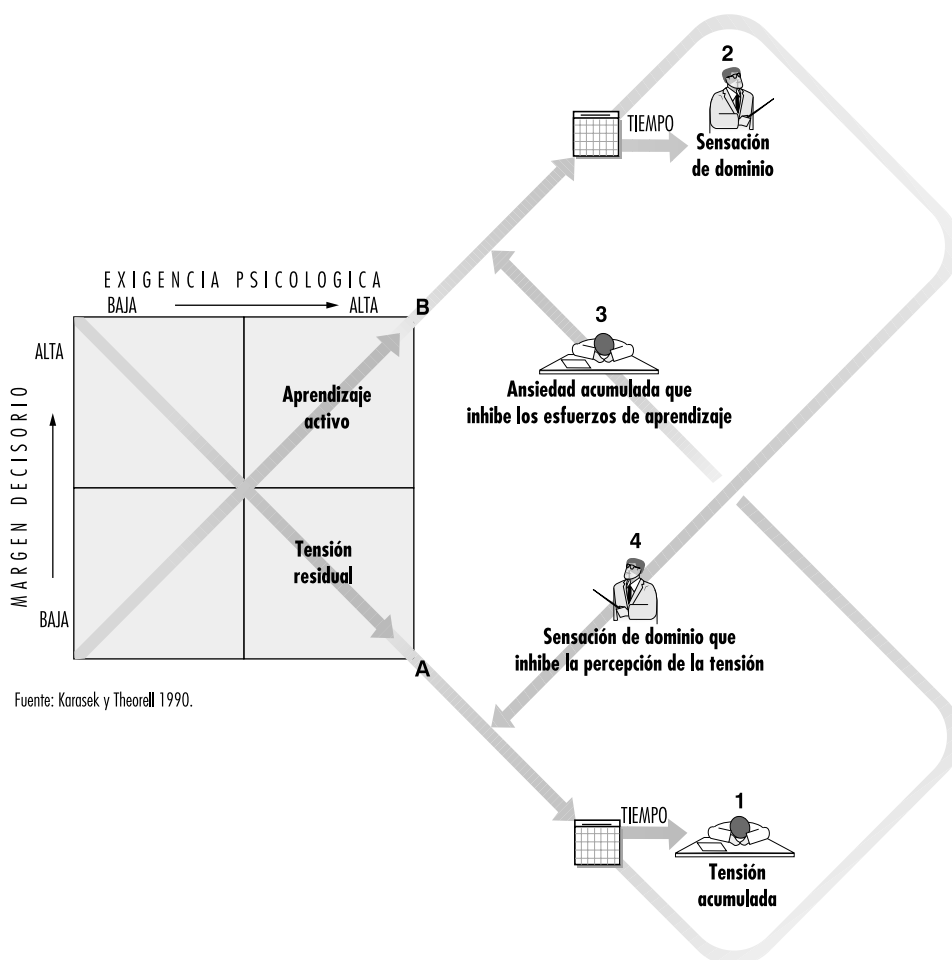 2
TIEMPO
Sensación
de dominio
EXIGENCIA PSICOLOGICA
BAJA
ALTA
B
3
ALTA
Ansiedad acumulada que
inhibe los esfuerzos de aprendizaje
Aprendizaje
activo
MARGEN DECISORIO
4
Tensión
residual
BAJA
Sensación de dominio que
inhibe la percepción de la tensión
A
Fuente: Karasek y Theorell 1990.
TIEMPO
1
Tensión
acumulada